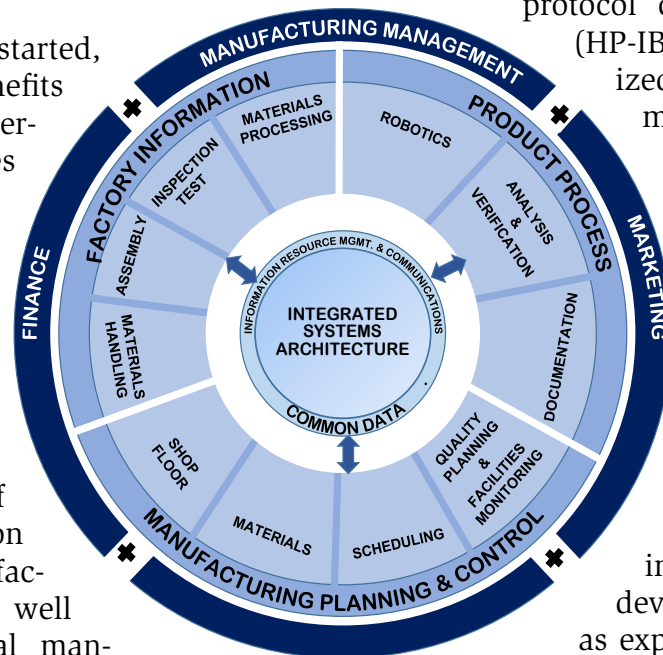 protocol
(HP-IB
started,
nefits
er-
es
ized
m
MANUFACTURING MANAGEMENT
FINANCE
MARKETING
FACTORY INFORMATION
PRODUCT PROCESS
MANUFACTURING PLANNING & CONTROL
MATERIALS
PROCESSING
ROBOTICS
INSPECTION
TEST
ANALYSIS
&
VERIFICATION
ASSEMBLY
MATERIALS
HANDLING
DOCUMENTATION
SHOP
FLOOR
MATERIALS
SCHEDULING
QUALITY
PLANNING
&
FACILITIES
MONITORING
INFORMATION RESOURCE MGMT. & COMMUNICATIONS
INTEGRATED
SYSTEMS
ARCHITECTURE
COMMON DATA
f
on
fac-
well
al man-
in
dev
as exp